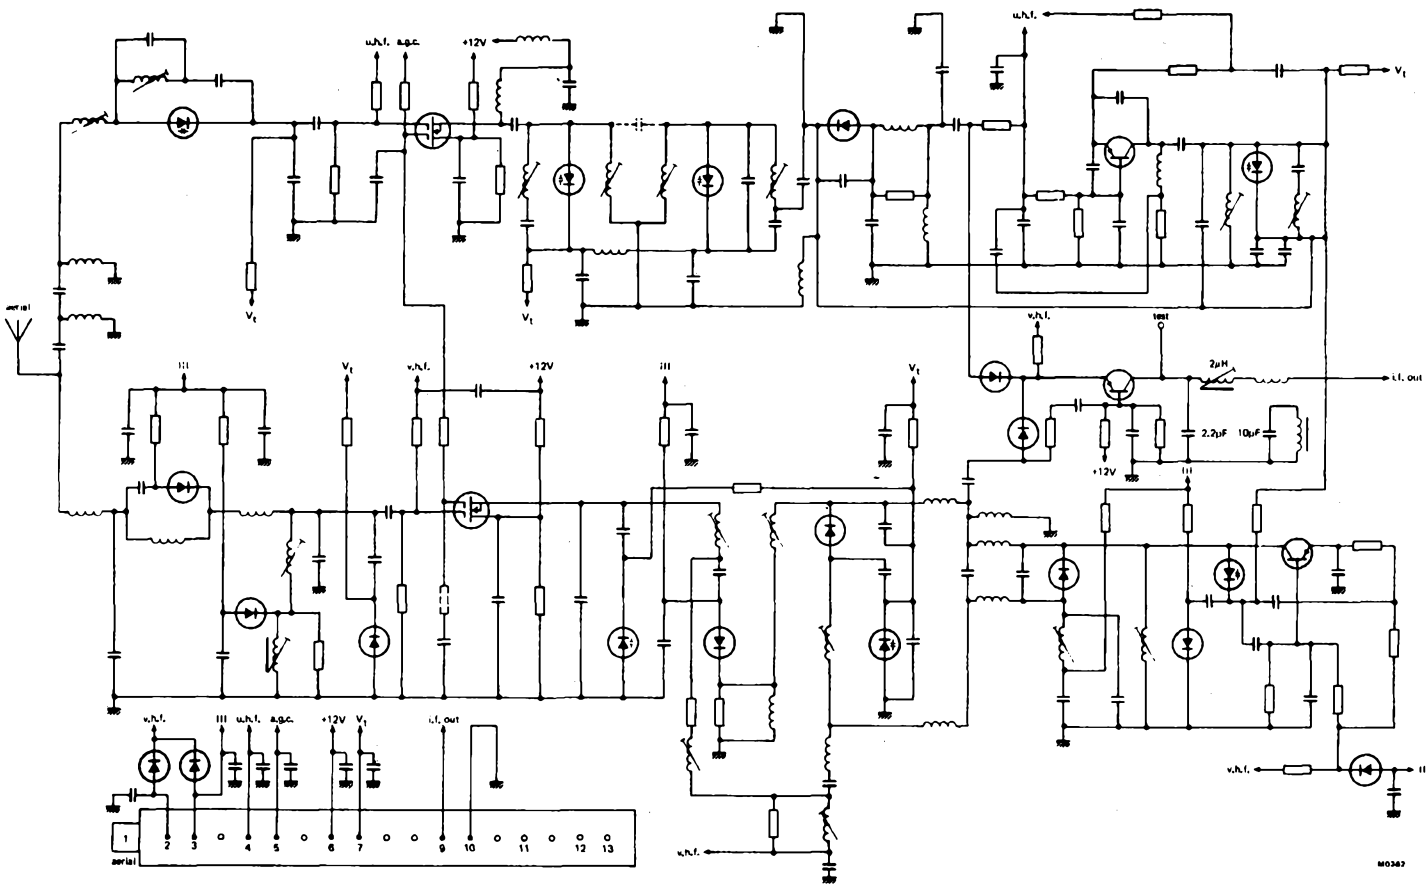 u.h.f.
u.h.f. a.g.c. +12V
Vt
Vt
Vt
aerial
v.h.f. test
III Vt v.h.f. +12V III Vt
2µH
i.f. out
2.2pF 10pF
+12V
III
v.h.f. III u.h.f. a.g.c. +12V Vt i.f. out
v.h.f. II
1 2 3 4 5 6 7 9 10 11 12 13
aerial
v.h.f.
M0362